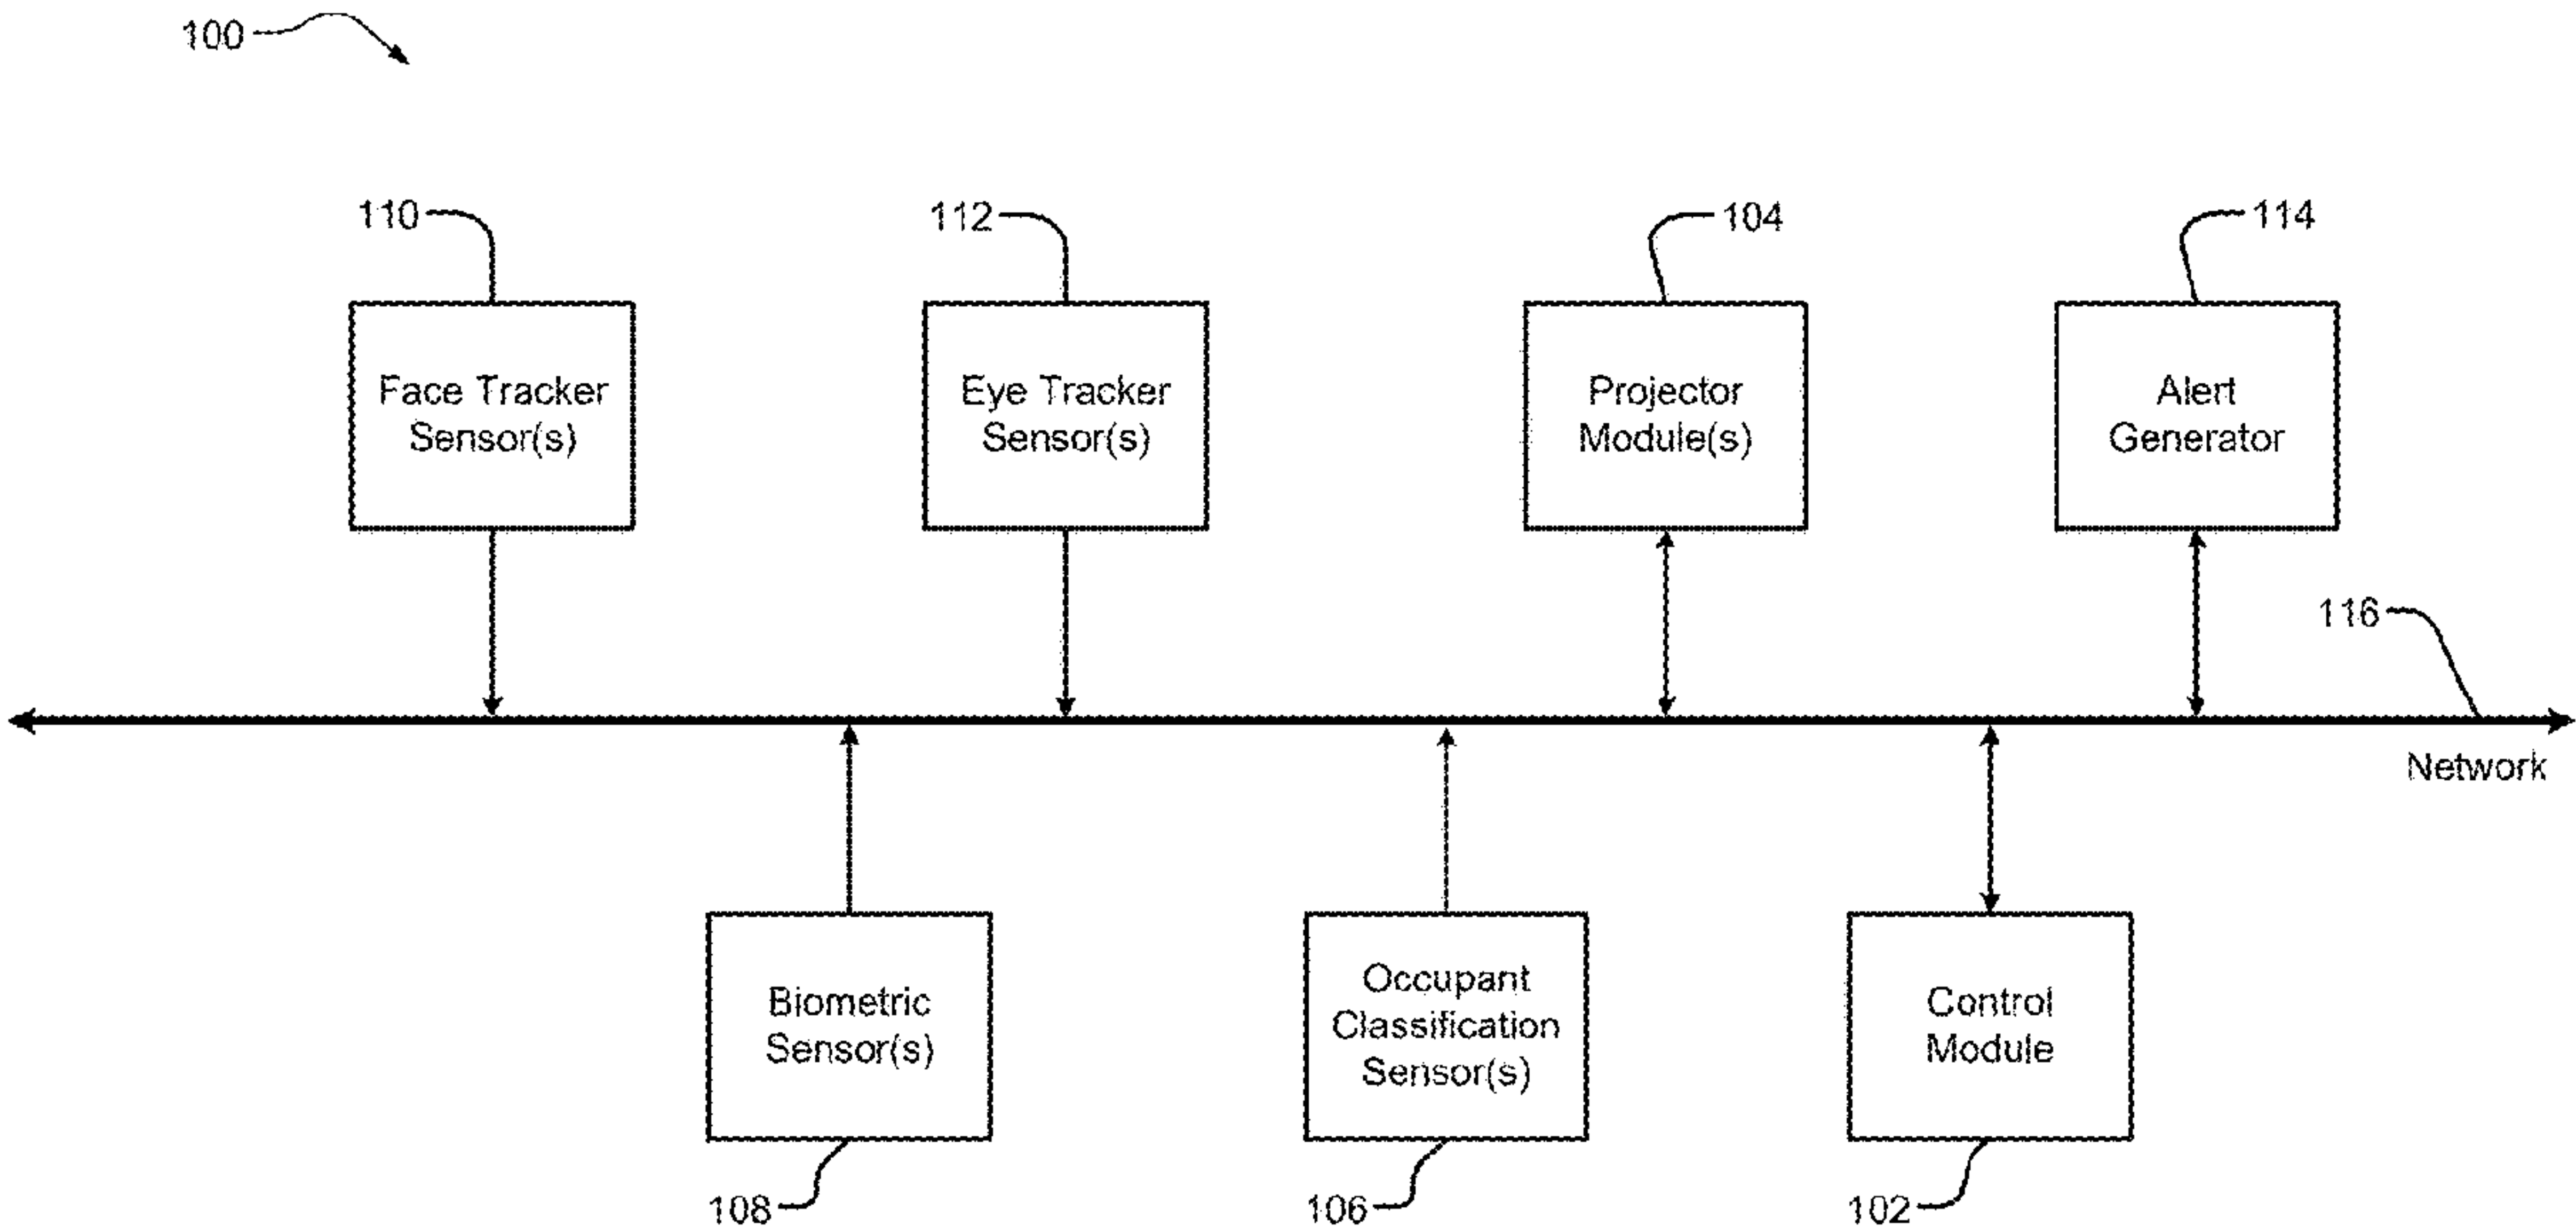 100
110
112
104
114
Face Tracker
Sensor(s)
Eye Tracker
Sensor(s)
Projector
Module(s)
Alert
Generator
116
Network
Biometric
Sensor(s)
Occupant
Classification
Sensor(s)
Control
Module
108
106
102